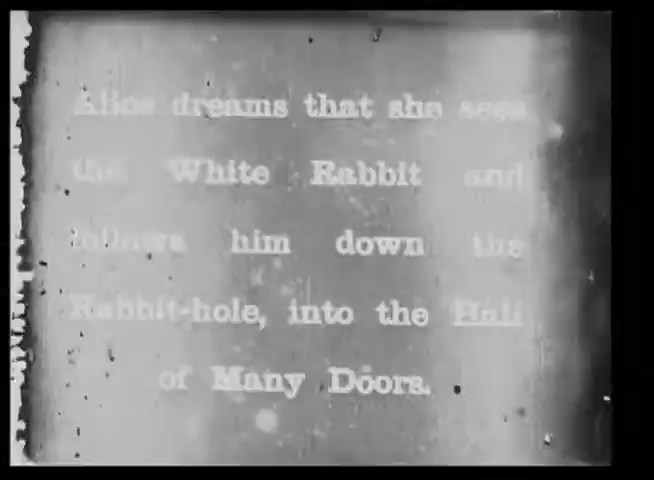 Alice dreams that she sees
the White Rabbit and
follows him down the
Rabbit-hole, into the Hall
of Many Doors.